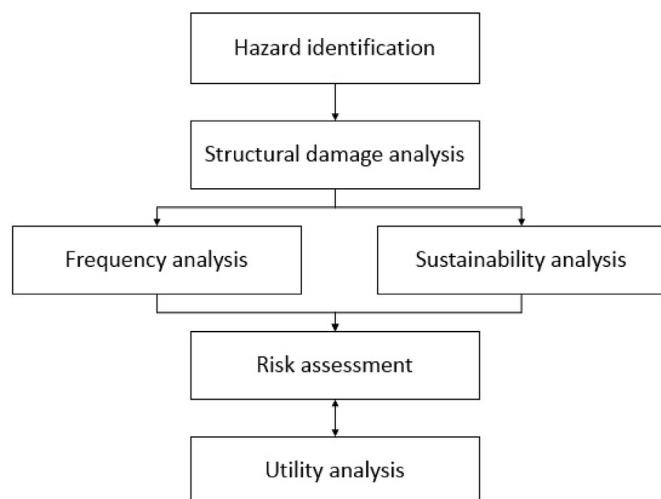 Hazard identification
Structural damage analysis
Frequency analysis
Sustainability analysis
Risk assessment
Utility analysis